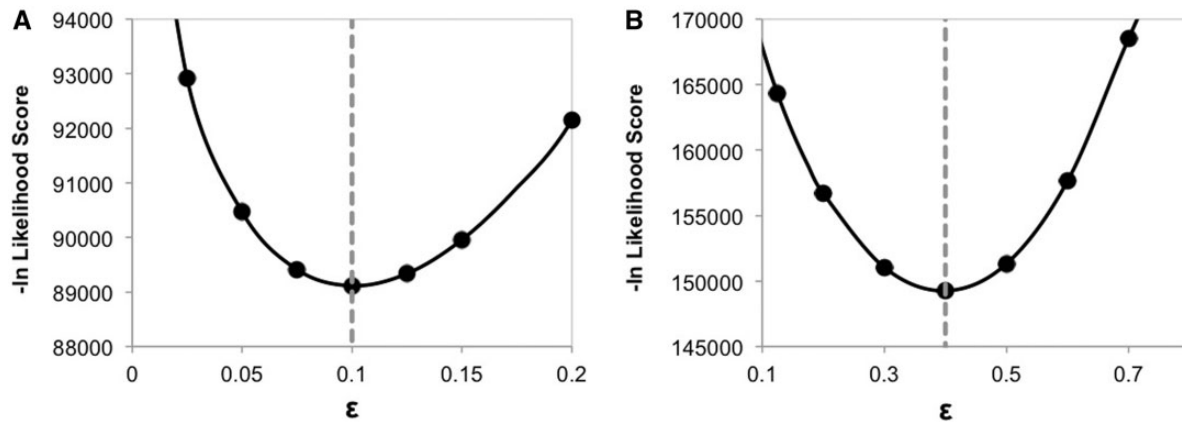 A
-ln Likelihood Score
94000
93000
92000
91000
90000
89000
88000
0 0.05 0.1 0.15 0.2
ε
B
-ln Likelihood Score
170000
165000
160000
155000
150000
145000
0.1 0.3 0.5 0.7
ε